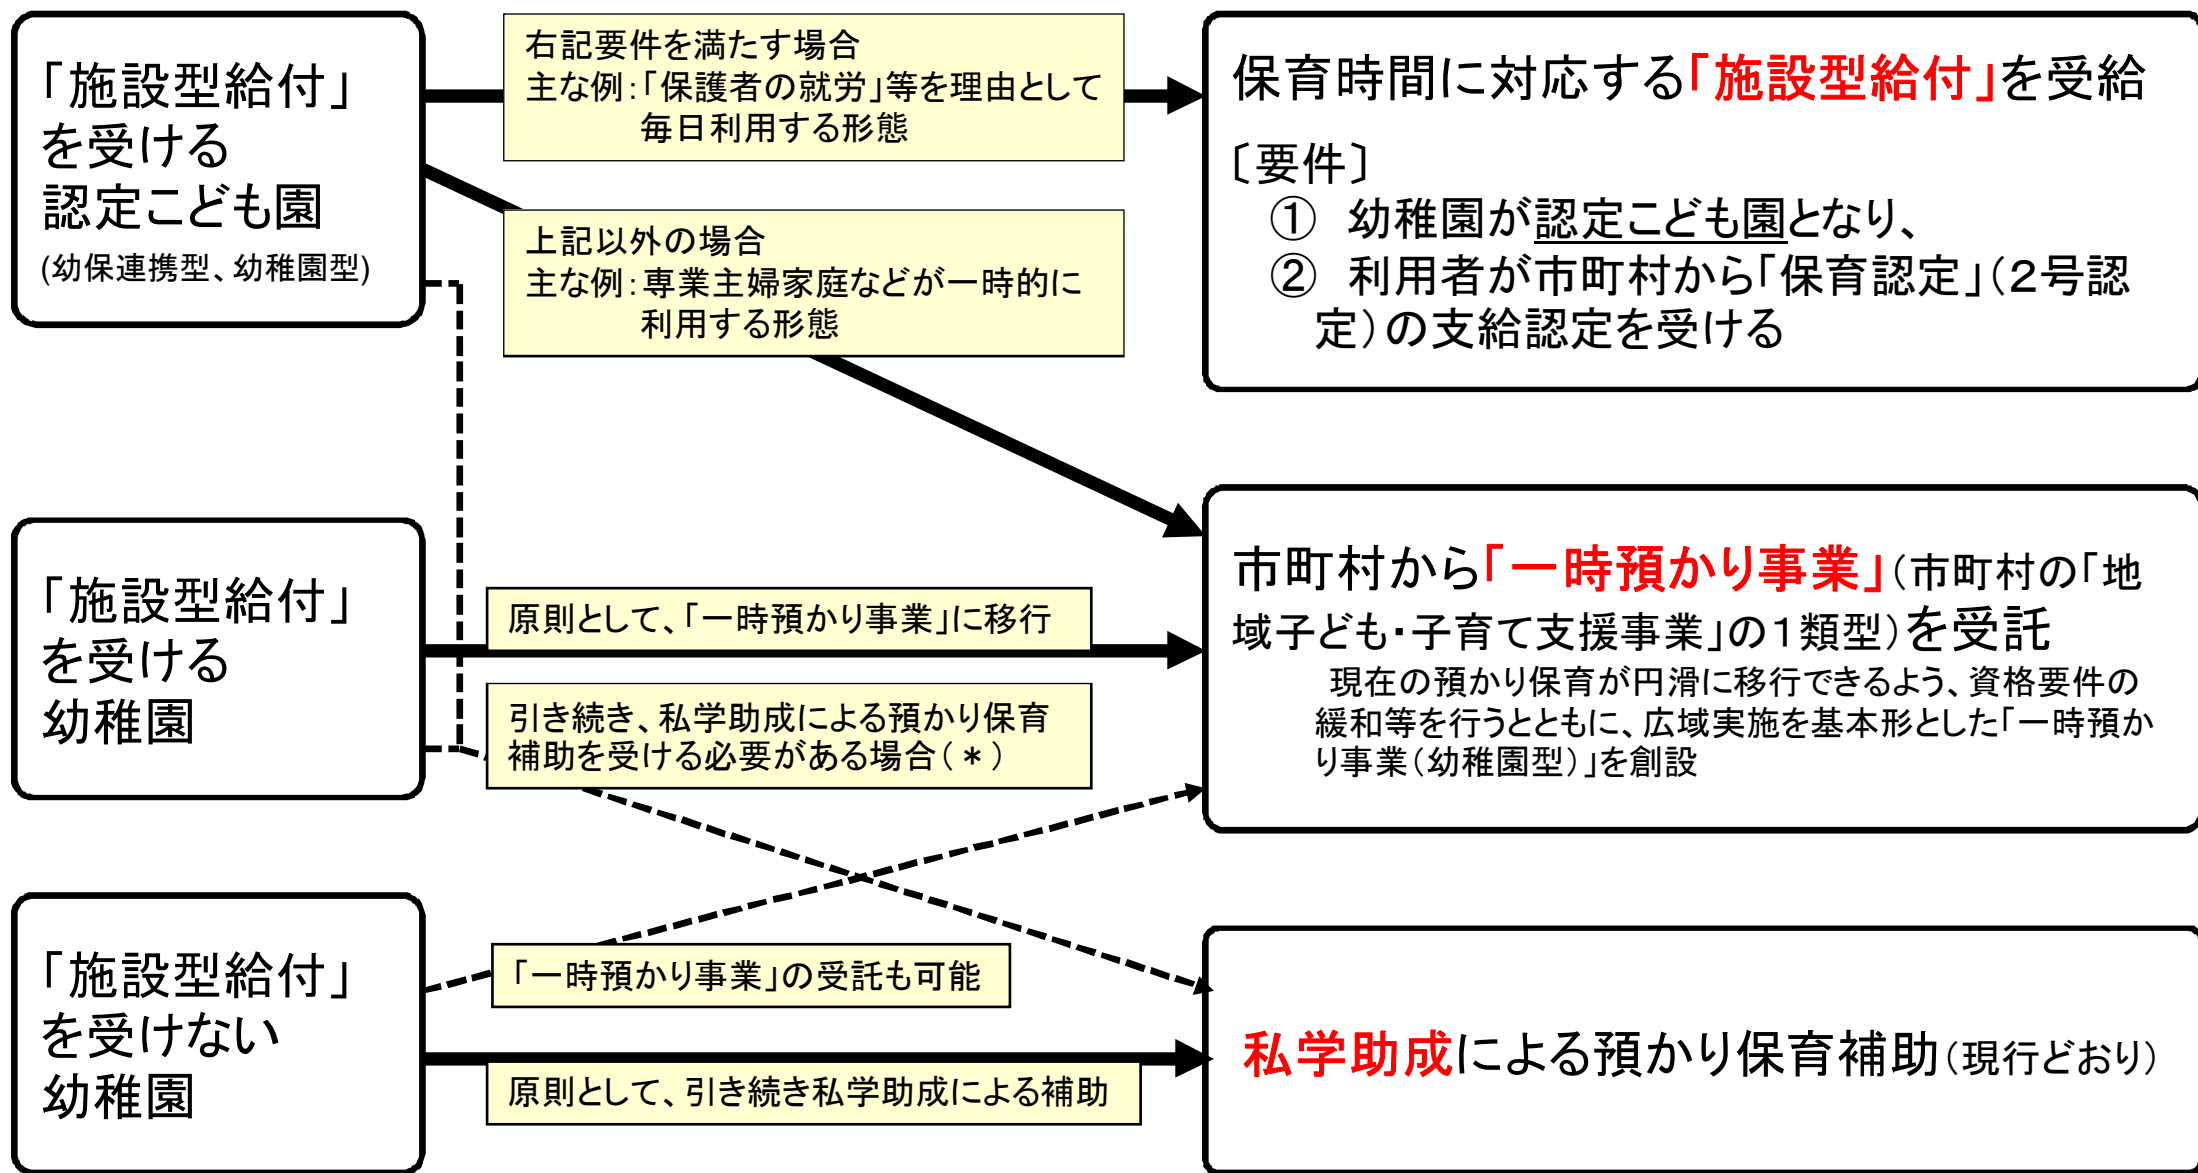 「施設型給付」
を受ける
認定こども園
(幼保連携型、幼稚園型)
右記要件を満たす場合
主な例:「保護者の就労」等を理由として
毎日利用する形態
上記以外の場合
主な例:専業主婦家庭などが一時的に
利用する形態
保育時間に対応する「施設型給付」を受給
〔要件〕
① 幼稚園が認定こども園となり、
② 利用者が市町村から「保育認定」(2号認
定)の支給認定を受ける
「施設型給付」
を受ける
幼稚園
原則として、「一時預かり事業」に移行
引き続き、私学助成による預かり保育
補助を受ける必要がある場合(*)
市町村から「一時預かり事業」(市町村の「地
域子ども・子育て支援事業」の1類型)を受託
現在の預かり保育が円滑に移行できるよう、資格要件の
緩和等を行うとともに、広域実施を基本形とした「一時預か
り事業(幼稚園型)」を創設
「施設型給付」
を受けない
幼稚園
「一時預かり事業」の受託も可能
原則として、引き続き私学助成による補助
私学助成による預かり保育補助(現行どおり)